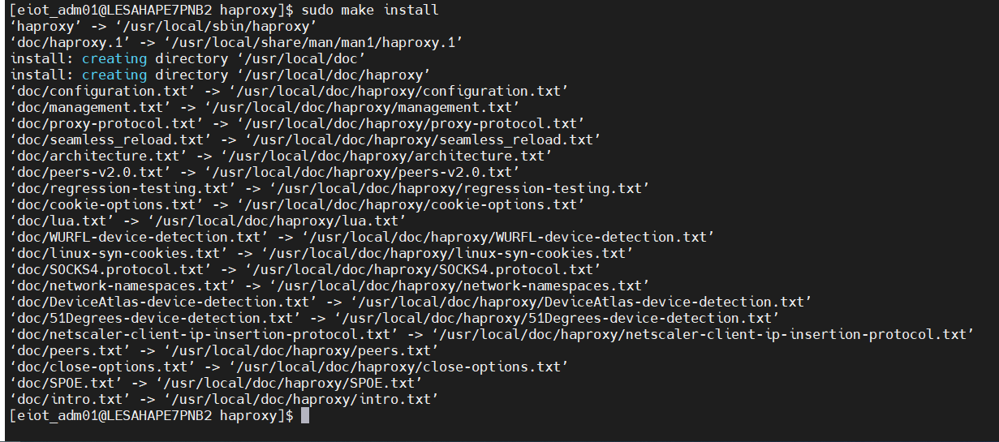 [eiot_adm01@LESAHAPE7PNB2 haproxy]$ sudo make install
‘haproxy’ -> ‘/usr/local/sbin/haproxy’
‘doc/haproxy.1’ -> ‘/usr/local/share/man/man1/haproxy.1’
install: creating directory ‘/usr/local/doc’
install: creating directory ‘/usr/local/doc/haproxy’
‘doc/configuration.txt’ -> ‘/usr/local/doc/haproxy/configuration.txt’
‘doc/management.txt’ -> ‘/usr/local/doc/haproxy/management.txt’
‘doc/proxy-protocol.txt’ -> ‘/usr/local/doc/haproxy/proxy-protocol.txt’
‘doc/seamless_reload.txt’ -> ‘/usr/local/doc/haproxy/seamless_reload.txt’
‘doc/architecture.txt’ -> ‘/usr/local/doc/haproxy/architecture.txt’
‘doc/peers-v2.0.txt’ -> ‘/usr/local/doc/haproxy/peers-v2.0.txt’
‘doc/regression-testing.txt’ -> ‘/usr/local/doc/haproxy/regression-testing.txt’
‘doc/cookie-options.txt’ -> ‘/usr/local/doc/haproxy/cookie-options.txt’
‘doc/lua.txt’ -> ‘/usr/local/doc/haproxy/lua.txt’
‘doc/WURFL-device-detection.txt’ -> ‘/usr/local/doc/haproxy/WURFL-device-detection.txt’
‘doc/linux-syn-cookies.txt’ -> ‘/usr/local/doc/haproxy/linux-syn-cookies.txt’
‘doc/SOCKS4.protocol.txt’ -> ‘/usr/local/doc/haproxy/SOCKS4.protocol.txt’
‘doc/network-namespaces.txt’ -> ‘/usr/local/doc/haproxy/network-namespaces.txt’
‘doc/DeviceAtlas-device-detection.txt’ -> ‘/usr/local/doc/haproxy/DeviceAtlas-device-detection.txt’
‘doc/51Degrees-device-detection.txt’ -> ‘/usr/local/doc/haproxy/51Degrees-device-detection.txt’
‘doc/netscaler-client-ip-insertion-protocol.txt’ -> ‘/usr/local/doc/haproxy/netscaler-client-ip-insertion-protocol.txt’
‘doc/peers.txt’ -> ‘/usr/local/doc/haproxy/peers.txt’
‘doc/close-options.txt’ -> ‘/usr/local/doc/haproxy/close-options.txt’
‘doc/SPOE.txt’ -> ‘/usr/local/doc/haproxy/SPOE.txt’
‘doc/intro.txt’ -> ‘/usr/local/doc/haproxy/intro.txt’
[eiot_adm01@LESAHAPE7PNB2 haproxy]$